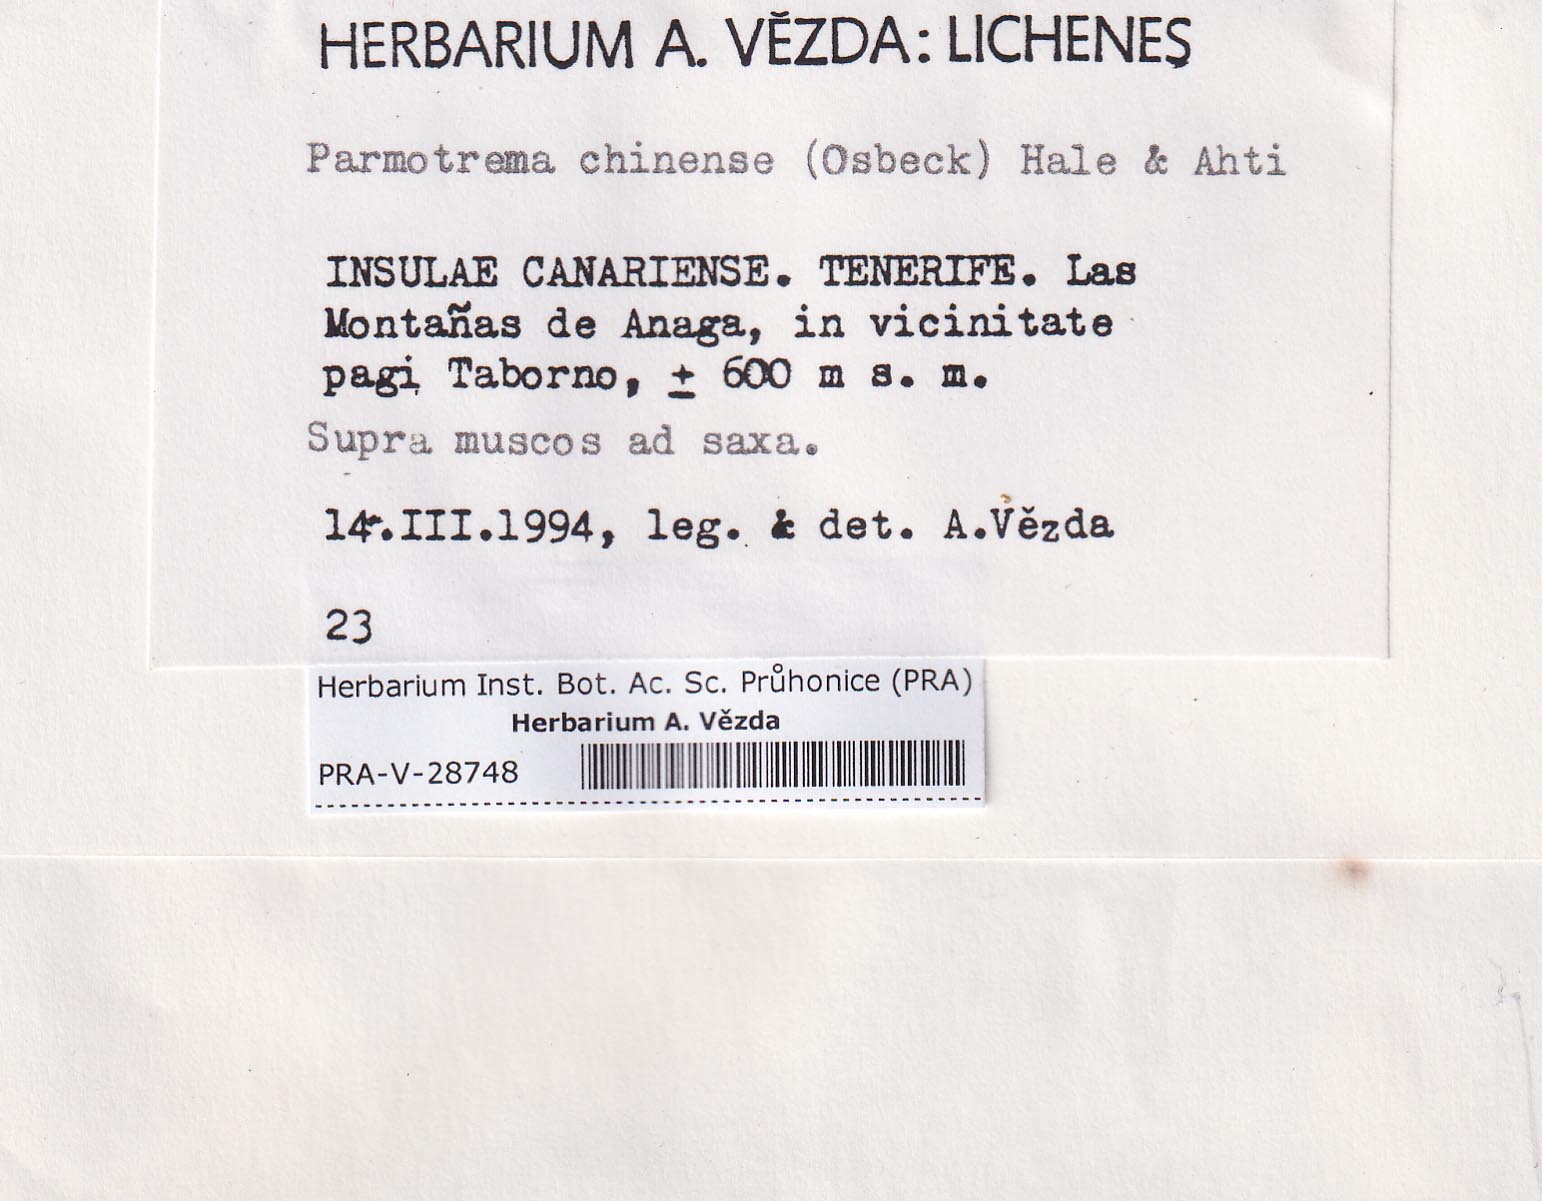 HERBARIUM A. VĚZDA: LICHENES
Parmotrema chinense (Osbeck) Hale & Ahti
INSULAE CANARIENSE. TENERIFE. Las
Montañas de Anaga, in vicinitate
pagi Taborno, ± 600 m s. m.
Supra muscos ad saxa.
14.III.1994, leg. & det. A.Vězda
23
Herbarium Inst. Bot. Ac. Sc. Průhonice (PRA)
Herbarium A. Vězda
PRA-V-28748